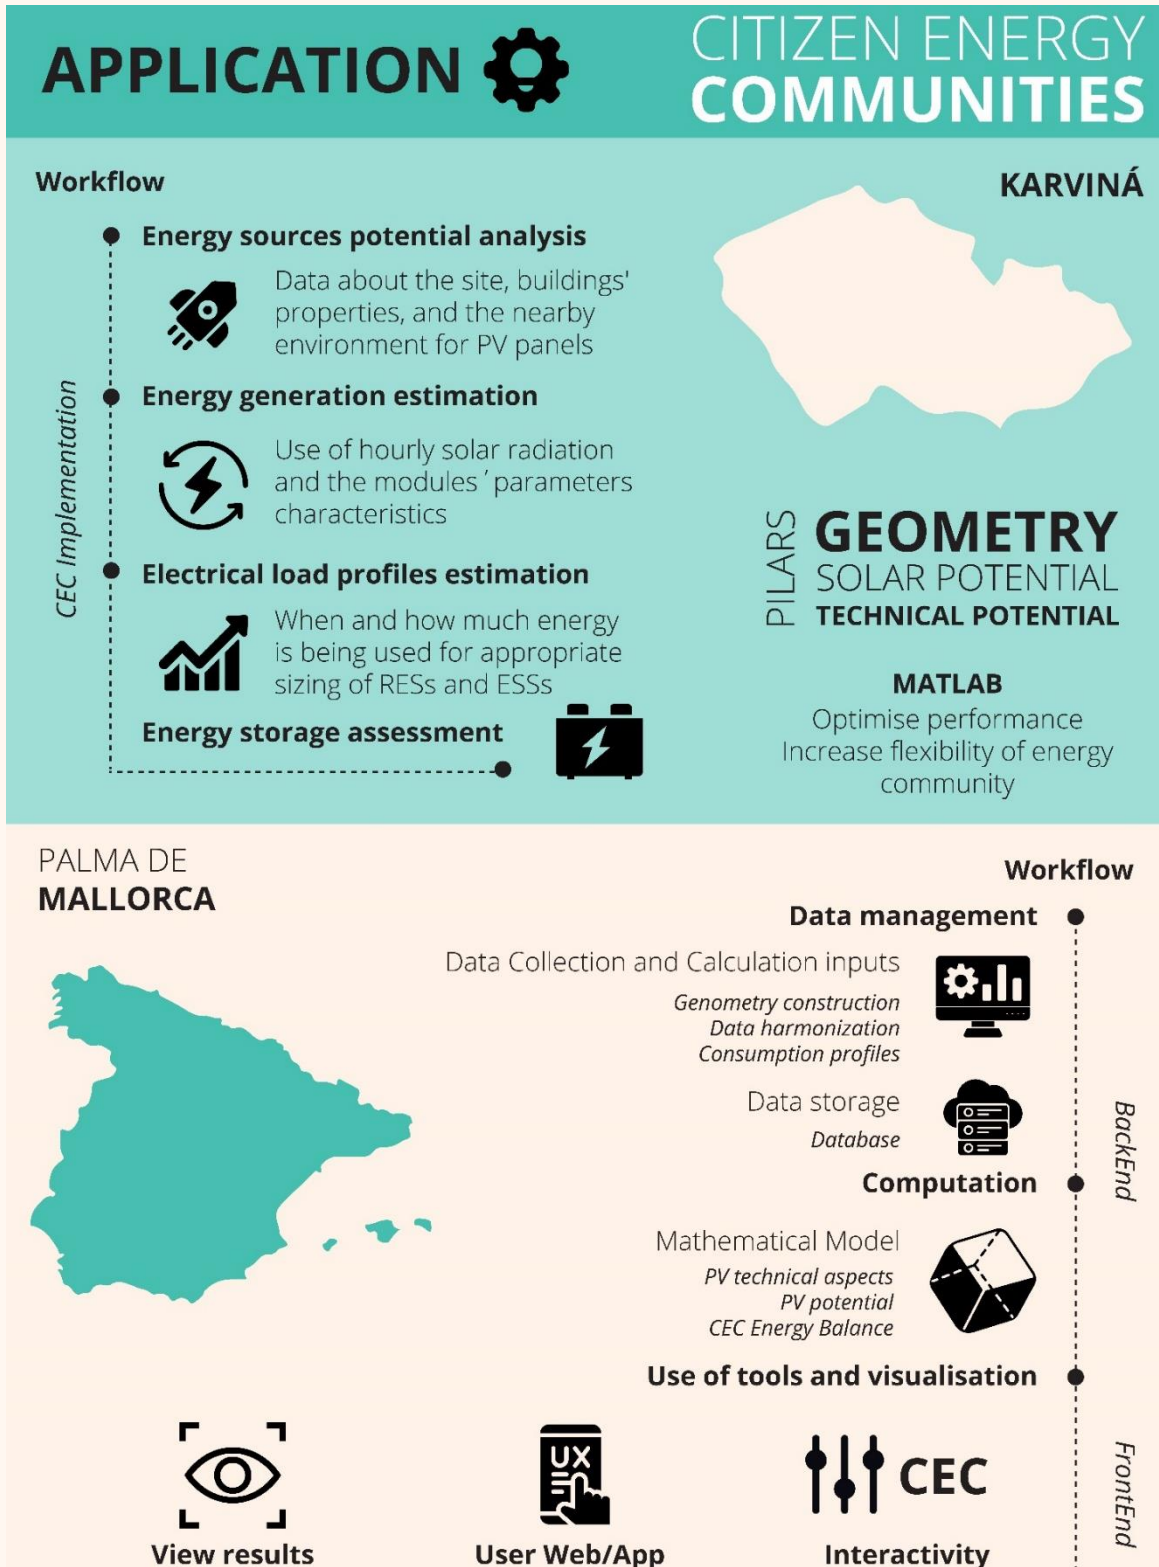 APPLICATION
CITIZEN ENERGY
COMMUNITIES
Workflow
CEC Implementation
Energy sources potential analysis
Data about the site, buildings'
properties, and the nearby
environment for PV panels
Energy generation estimation
Use of hourly solar radiation
and the modules ´parameters
characteristics
Electrical load profiles estimation
When and how much energy
is being used for appropriate
sizing of RESs and ESSs
Energy storage assessment
KARVINÁ
PILARS
GEOMETRY
SOLAR POTENTIAL
TECHNICAL POTENTIAL
MATLAB
Optimise performance
Increase flexibility of energy
community
PALMA DE
MALLORCA
Workflow
Data management
Data Collection and Calculation inputs
Genometry construction
Data harmonization
Consumption profiles
Data storage
Database
BackEnd
Computation
Mathematical Model
PV technical aspects
PV potential
CEC Energy Balance
Use of tools and visualisation
FrontEnd
UX
CEC
View results
User Web/App
Interactivity